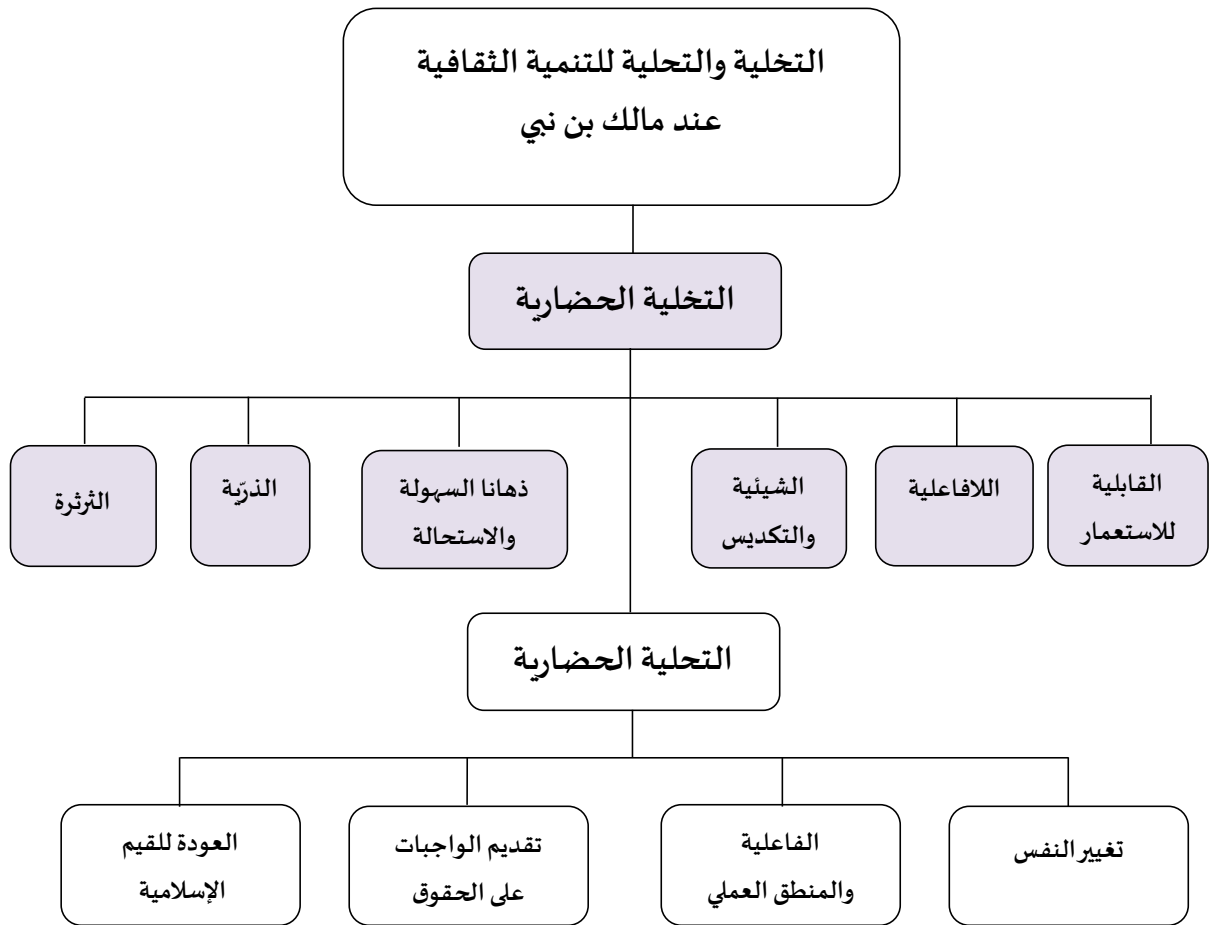 التخلية والتحلية للتنمية الثقافية
عند مالك بن نبي
التخلية الحضارية
القابلية
للاستعمار
اللافاعلية
الشيئية
والتكديس
ذهانا السهولة
والاستحالة
الذرّية
الثرثرة
التحلية الحضارية
تغيير النفس
الفاعلية
والمنطق العملي
تقديم الواجبات
على الحقوق
العودة للقيم
الإسلامية